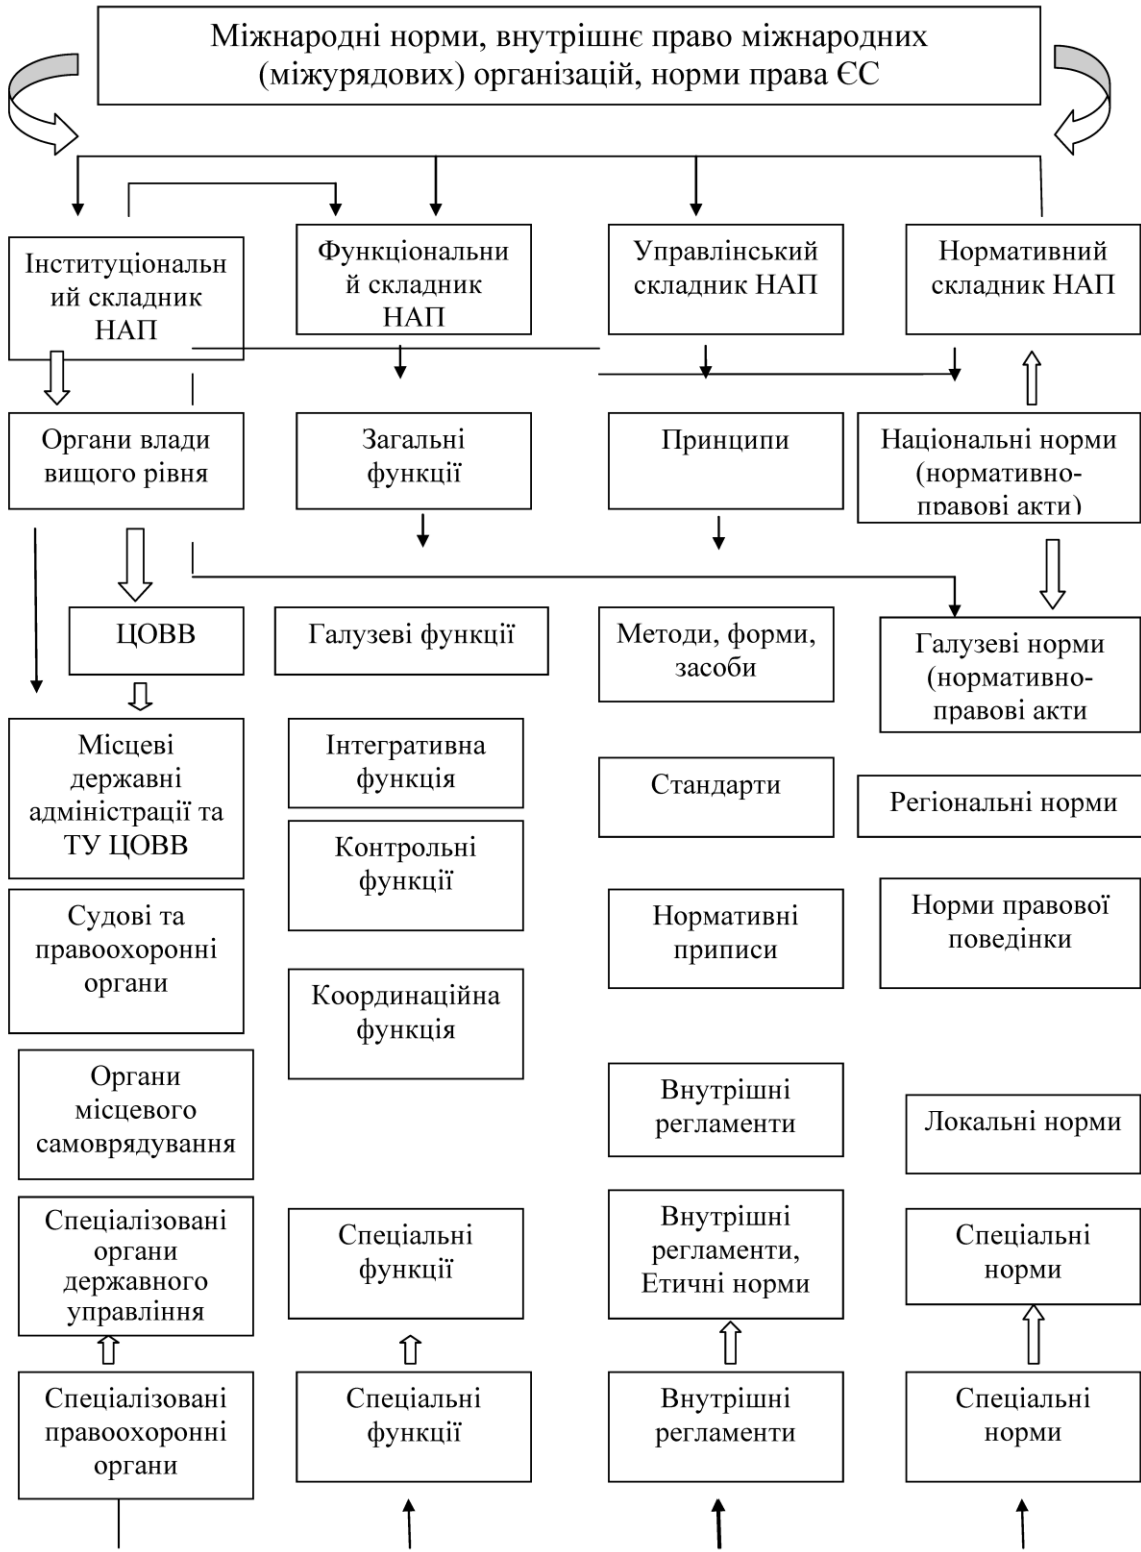 Міжнародні норми, внутрішнє право міжнародних
(міжурядових) організацій, норми права ЄС
Інституціональн
ий складник
НАП
Функціональни
й складник
НАП
Управлінський
складник НАП
Нормативний
складник НАП
Органи влади
вищого рівня
Загальні
функції
Принципи
Національні норми
(нормативно-
правові акти)
ЦОВВ
Галузеві функції
Методи, форми,
засоби
Галузеві норми
(нормативно-
правові акти
Місцеві
державні
адміністрації та
ТУ ЦОВВ
Інтегративна
функція
Стандарти
Регіональні норми
Контрольні
функції
Судові та
правоохоронні
органи
Нормативні
приписи
Норми правової
поведінки
Координаційна
функція
Органи
місцевого
самоврядування
Внутрішні
регламенти
Локальні норми
Спеціалізовані
органи
державного
управління
Спеціальні
функції
Внутрішні
регламенти,
Етичні норми
Спеціальні
норми
Спеціалізовані
правоохоронні
органи
Спеціальні
функції
Внутрішні
регламенти
Спеціальні
норми